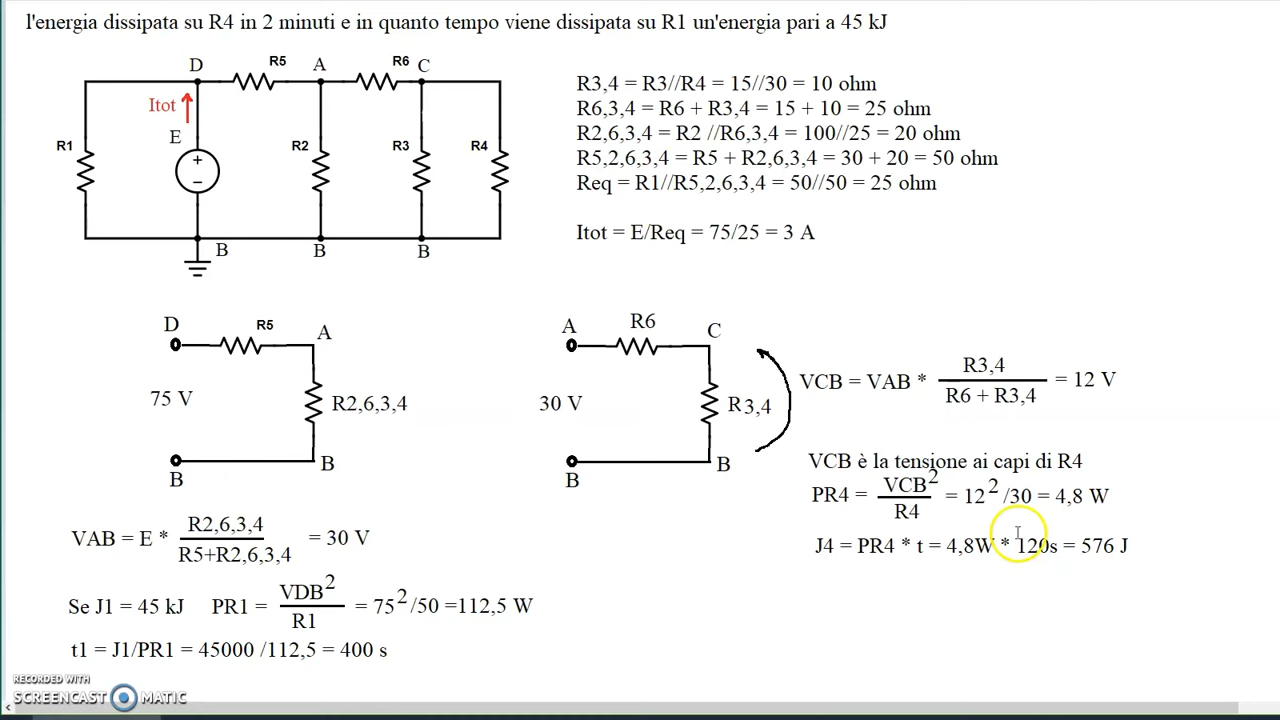 l'energia dissipata su R4 in 2 minuti e in quanto tempo viene dissipata su R1 un'energia pari a 45 kJ
D R5 A R6 C
Itot
E
R1 R2 R3 R4
+
−
B B B
R3,4 = R3//R4 = 15//30 = 10 ohm
R6,3,4 = R6 + R3,4 = 15 + 10 = 25 ohm
R2,6,3,4 = R2 //R6,3,4 = 100//25 = 20 ohm
R5,2,6,3,4 = R5 + R2,6,3,4 = 30 + 20 = 50 ohm
Req = R1//R5,2,6,3,4 = 50//50 = 25 ohm
Itot = E/Req = 75/25 = 3 A
D R5 A
75 V R2,6,3,4
B B
A R6 C
30 V R3,4
B B
VCB = VAB * R3,4 / R6 + R3,4 = 12 V
VCB è la tensione ai capi di R4
PR4 = VCB² / R4 = 12² /30 = 4,8 W
J4 = PR4 * t = 4,8W * 120s = 576 J
VAB = E * R2,6,3,4 / R5+R2,6,3,4 = 30 V
Se J1 = 45 kJ PR1 = VDB² / R1 = 75² /50 =112,5 W
t1 = J1/PR1 = 45000 /112,5 = 400 s
RECORDED WITH
SCREENCAST MATIC